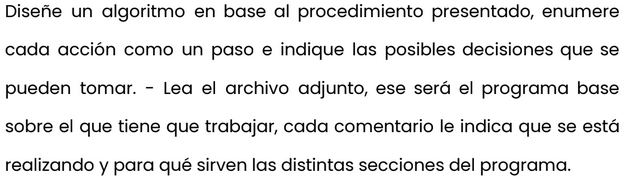 Diseñe un algoritmo en base al procedimiento presentado, enumere
cada acción como un paso e indique las posibles decisiones que se
pueden tomar. - Lea el archivo adjunto, ese será el programa base
sobre el que tiene que trabajar, cada comentario le indica que se está
realizando y para qué sirven las distintas secciones del programa.